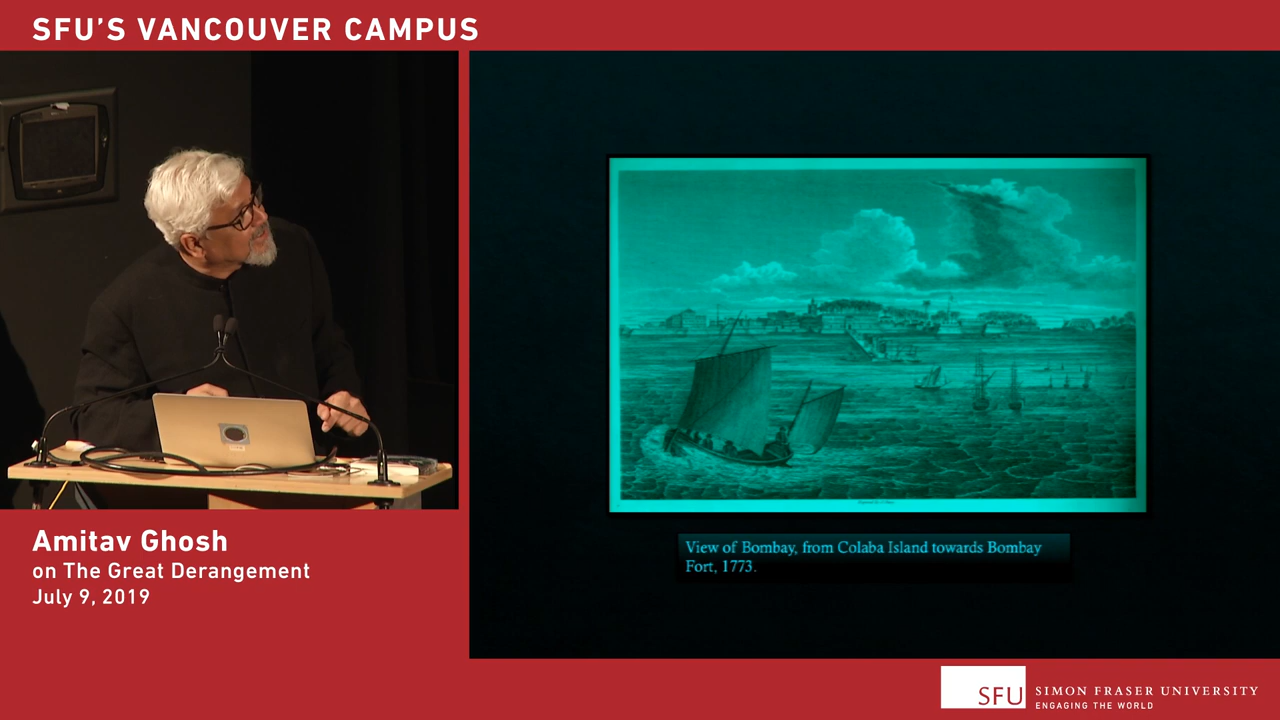 SFU'S VANCOUVER CAMPUS
View of Bombay, from Colaba Island towards Bombay
Fort, 1773.
Amitav Ghosh
on The Great Derangement
July 9, 2019
SFU
SIMON FRASER UNIVERSITY
ENGAGING THE WORLD